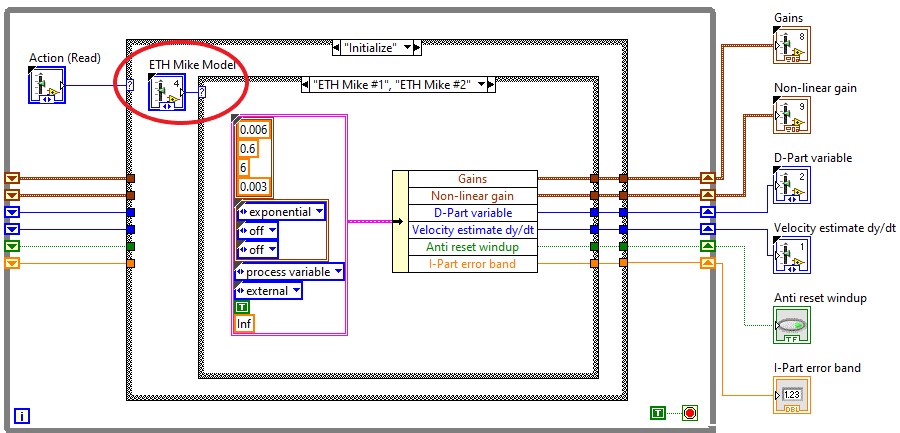 Gains
8
"Initialize"
Action (Read)
ETH Mike Model
?
4
?
"ETH Mike #1", "ETH Mike #2"
Non-linear gain
9
0.006
0.6
6
0.003
D-Part variable
2
Gains
Non-linear gain
D-Part variable
Velocity estimate dy/dt
Anti reset windup
I-Part error band
exponential
off
off
process variable
external
T
Inf
Velocity estimate dy/dt
1
Anti reset windup
TF
I-Part error band
1.23
DBL
i
T